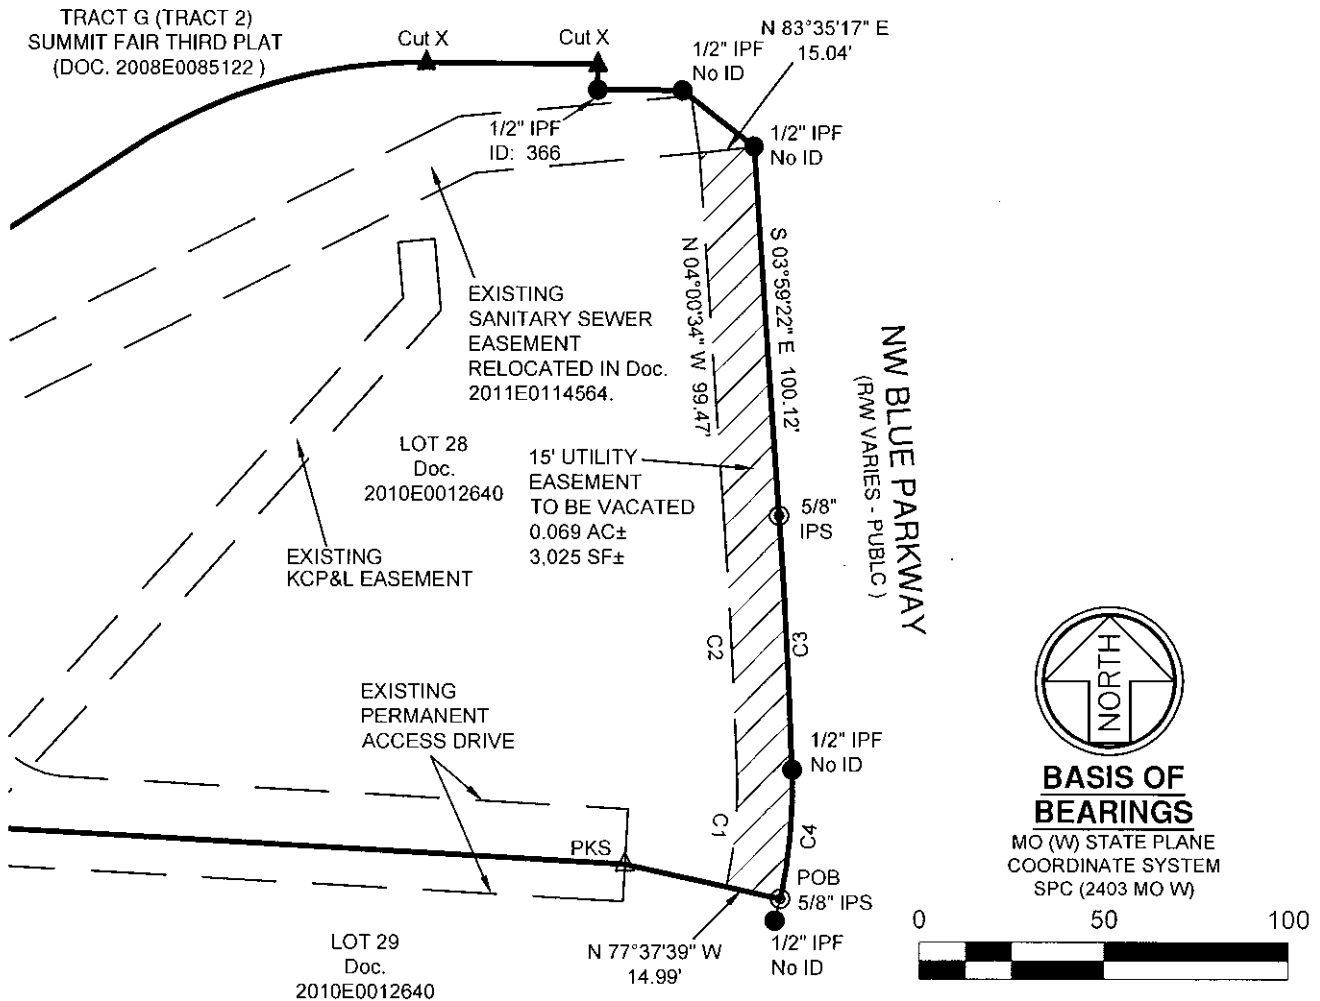 TRACT G (TRACT 2)
SUMMIT FAIR THIRD PLAT
(DOC. 2008E0085122 )
Cut X
Cut X
1/2" IPF
No ID
N 83°35'17" E
15.04'
1/2" IPF
ID: 366
1/2" IPF
No ID
EXISTING
SANITARY SEWER
EASEMENT
RELOCATED IN Doc.
2011E0114564.
N 04°00'34" W 99.47'
S 03°59'22" E 100.12'
NW BLUE PARKWAY
(R/W VARIES - PUBLC )
LOT 28
Doc.
2010E0012640
15' UTILITY
EASEMENT
TO BE VACATED
0.069 AC±
3,025 SF±
5/8"
IPS
EXISTING
KCP&L EASEMENT
C2
C3
EXISTING
PERMANENT
ACCESS DRIVE
1/2" IPF
No ID
C1
C4
PKS
POB
5/8" IPS
N 77°37'39" W
14.99'
1/2" IPF
No ID
LOT 29
Doc.
2010E0012640
NORTH
BASIS OF
BEARINGS
MO (W) STATE PLANE
COORDINATE SYSTEM
SPC (2403 MO W)
0 50 100